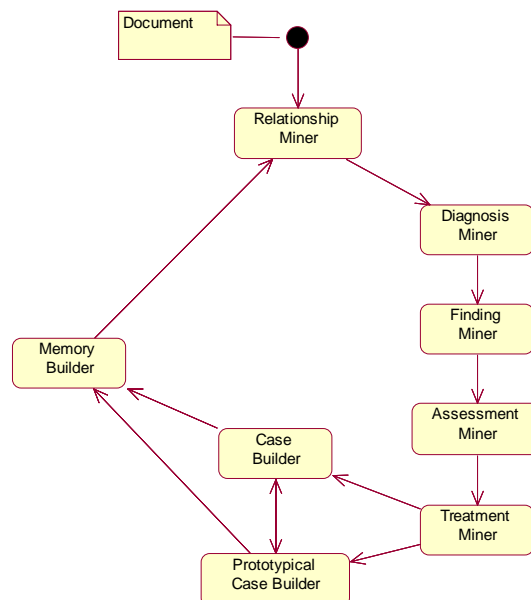 Document
Relationship
Miner
Diagnosis
Miner
Finding
Miner
Memory
Builder
Assessment
Miner
Case
Builder
Treatment
Miner
Prototypical
Case Builder